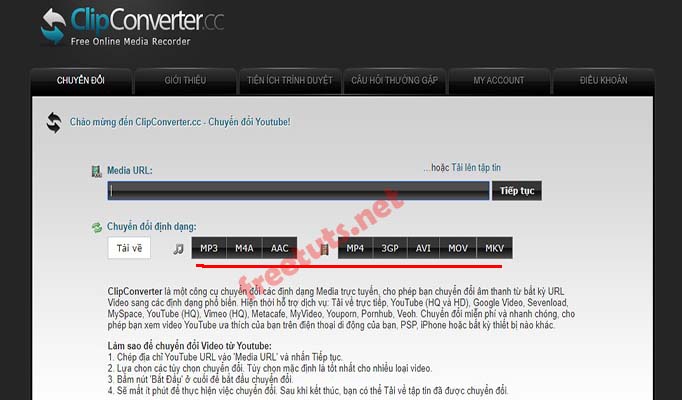 ClipConverter.cc
Free Online Media Recorder
CHUYỂN ĐỔI GIỚI THIỆU TIỆN ÍCH TRÌNH DUYỆT CÂU HỎI THƯỜNG GẶP MY ACCOUNT ĐIỀU KHOẢN
Chào mừng đến ClipConverter.cc - Chuyển đổi Youtube!
Media URL: ...hoặc Tải lên tập tin
Tiếp tục
Chuyển đổi định dạng:
Tải về MP3 M4A AAC MP4 3GP AVI MOV MKV
freetuts.net
ClipConverter là một công cụ chuyển đổi các định dạng Media trực tuyến, cho phép bạn chuyển đổi âm thanh từ bất kỳ URL
Video sang các định dạng phổ biến. Hiện thời hỗ trợ dịch vụ: Tải về trực tiếp, YouTube (HQ và HD), Google Video, Sevenload,
MySpace, YouTube (HQ), Vimeo (HQ), Metacafe, MyVideo, Youporn, Pornhub, Veoh. Chuyển đổi miễn phí và nhanh chóng, cho
phép bạn xem video YouTube ưa thích của bạn trên điện thoại di động của bạn, PSP, iPhone hoặc bất kỳ thiết bị nào khác.
Làm sao để chuyển đổi Video từ Youtube:
1. Chép địa chỉ YouTube URL vào 'Media URL' và nhấn Tiếp tục.
2. Lựa chọn các tùy chọn chuyển đổi. Tùy chọn mặc định là tốt nhất cho nhiều loại video.
3. Bấm nút 'Bắt Đầu' ở cuối để bắt đầu chuyển đổi.
4. Sẽ mất ít phút để thực hiện việc chuyển đổi. Sau khi kết thúc, bạn có thể Tải về tập tin đã được chuyển đổi.